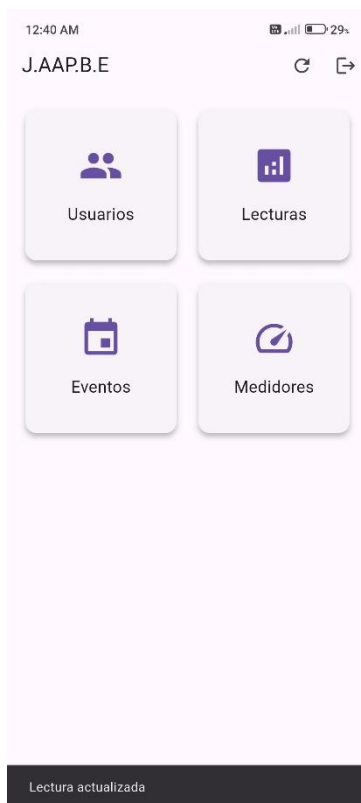 12:40 AM 29%
J.AAP.B.E
Usuarios Lecturas
Eventos Medidores
Lectura actualizada